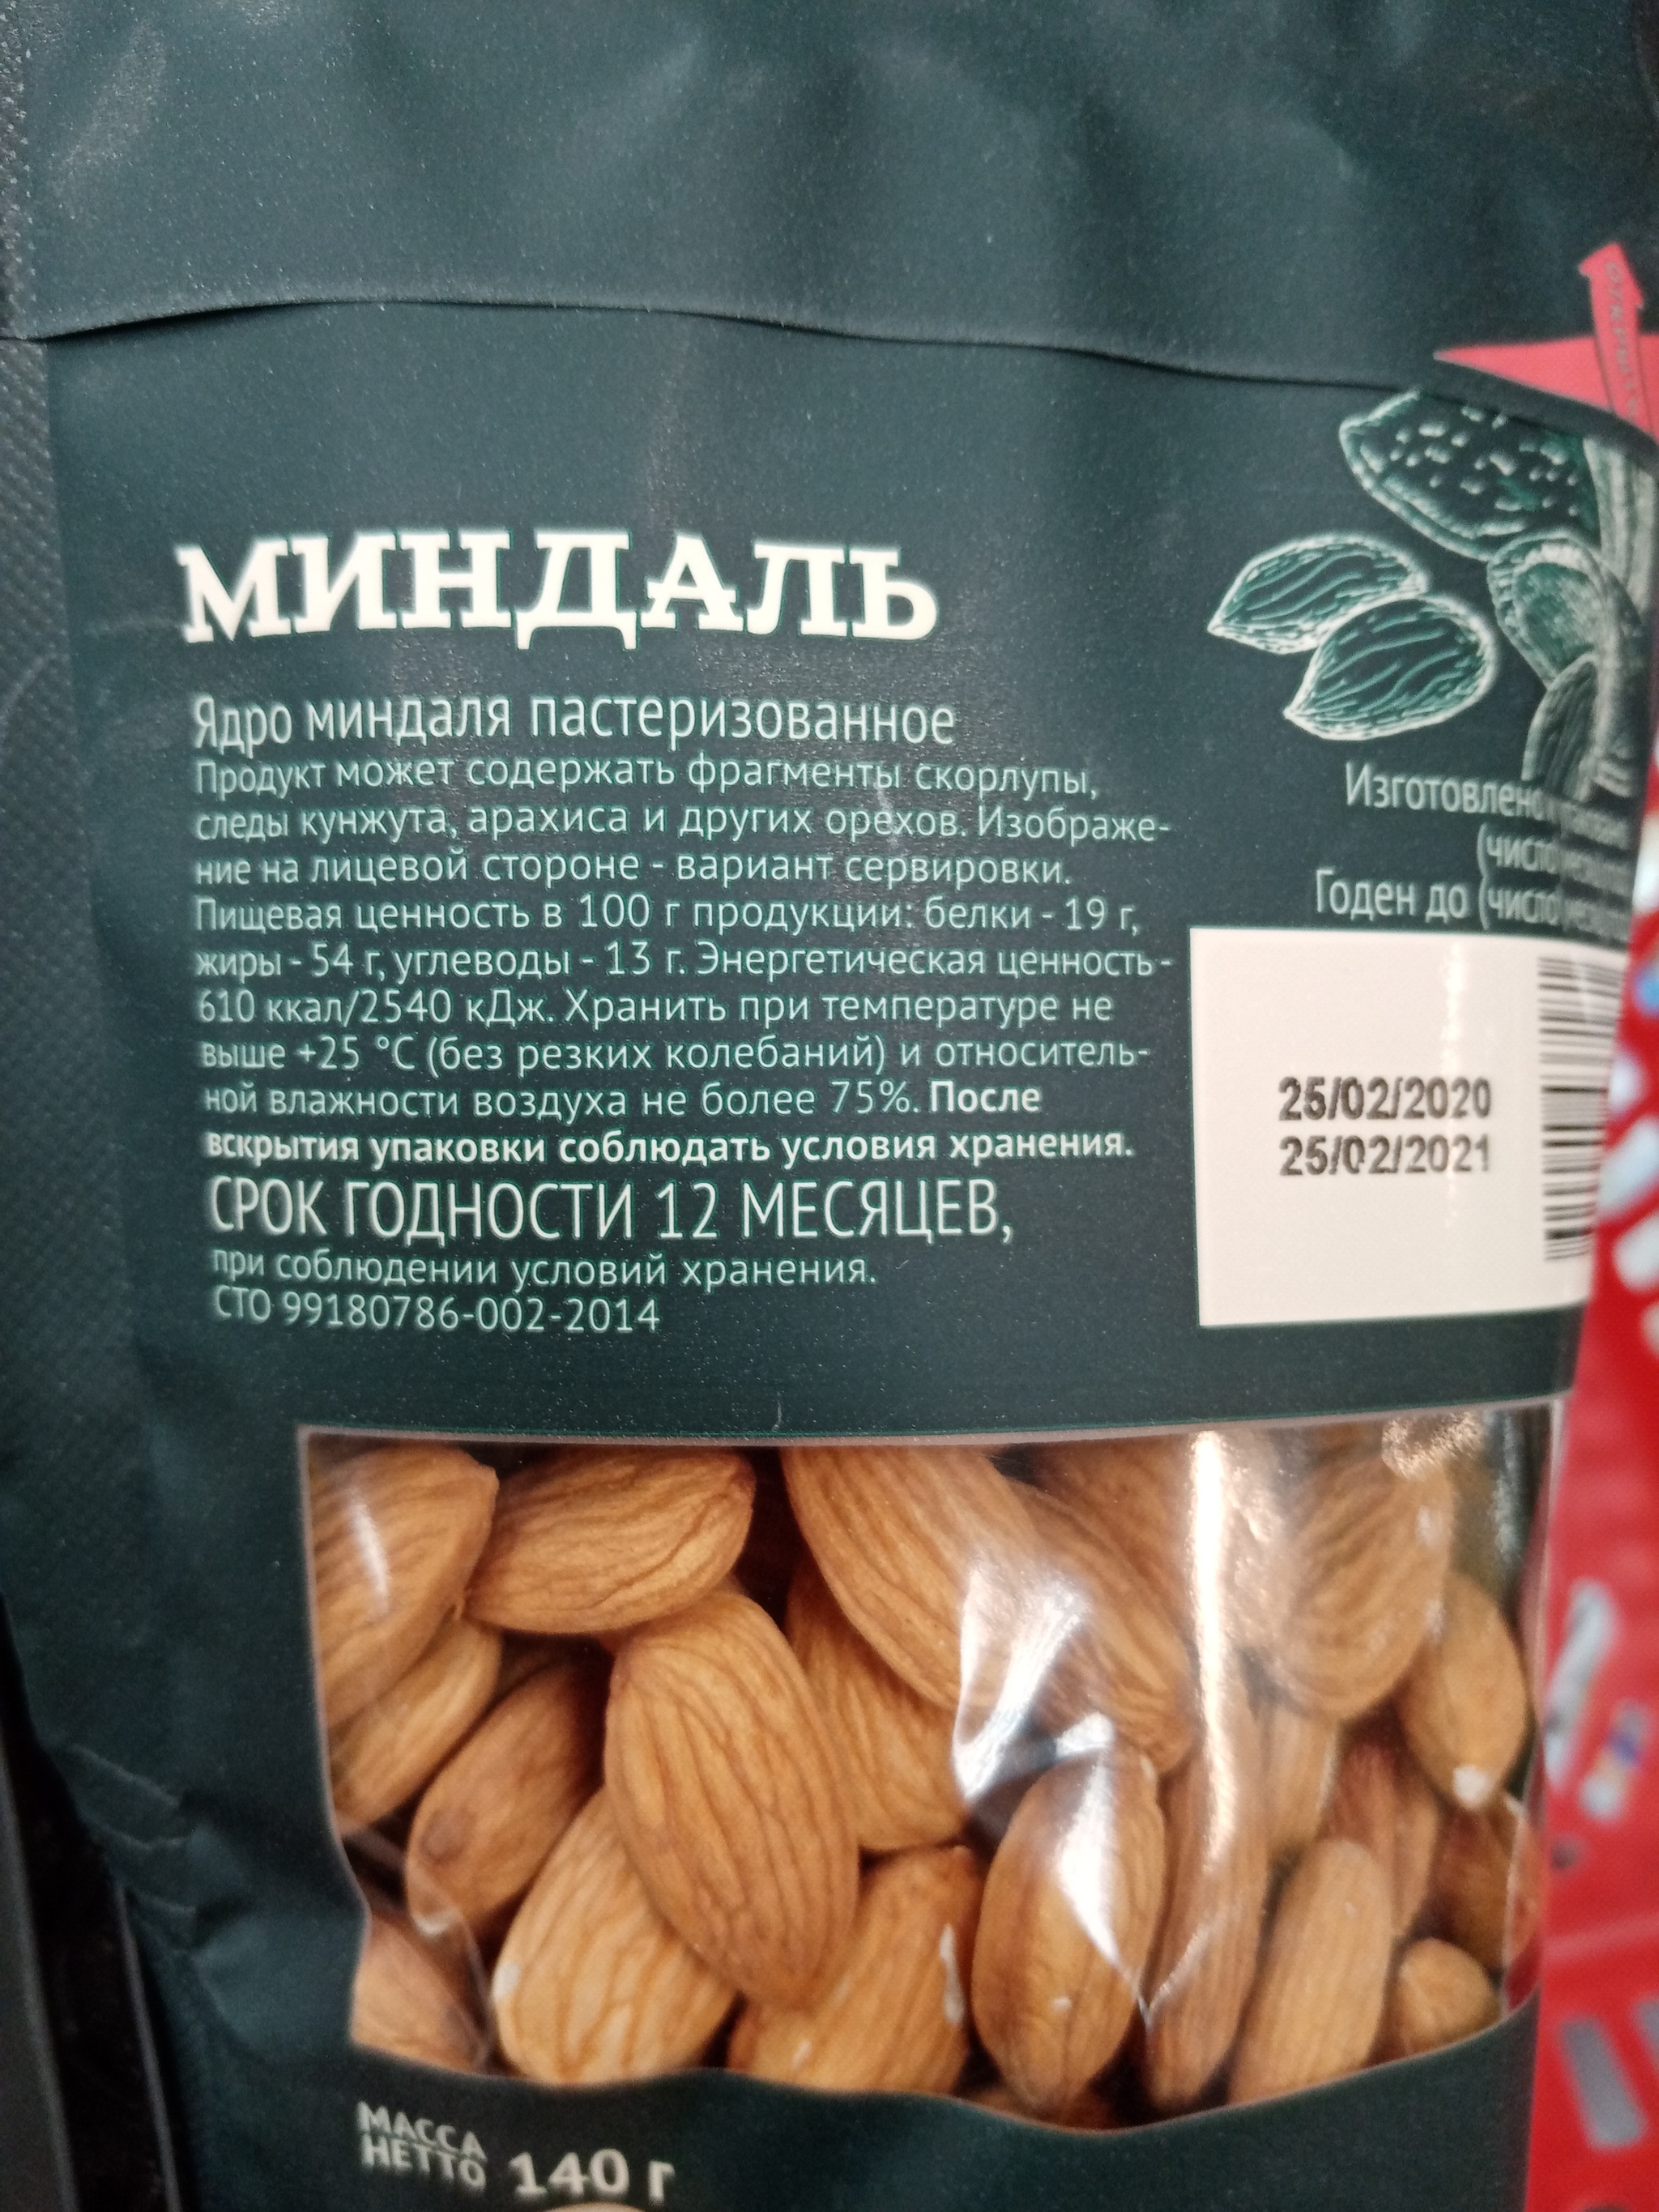 МИНДАЛЬ
Ядро миндаля пастеризованное
Продукт может содержать фрагменты скорлупы,
следы кунжута, арахиса и других орехов. Изображе-
ние на лицевой стороне - вариант сервировки.
Пищевая ценность в 100 г продукции: белки - 19 г,
жиры - 54 г, углеводы - 13 г. Энергетическая ценность -
610 ккал/2540 кДж. Хранить при температуре не
выше +25 °С (без резких колебаний) и относитель-
ной влажности воздуха не более 75%. После
вскрытия упаковки соблюдать условия хранения.
СРОК ГОДНОСТИ 12 МЕСЯЦЕВ,
при соблюдении условий хранения.
СТО 99180786-002-2014
Изготовлено
(число
Годен до (число
25/02/2020
25/02/2021
МАССА
НЕТТО 140 г